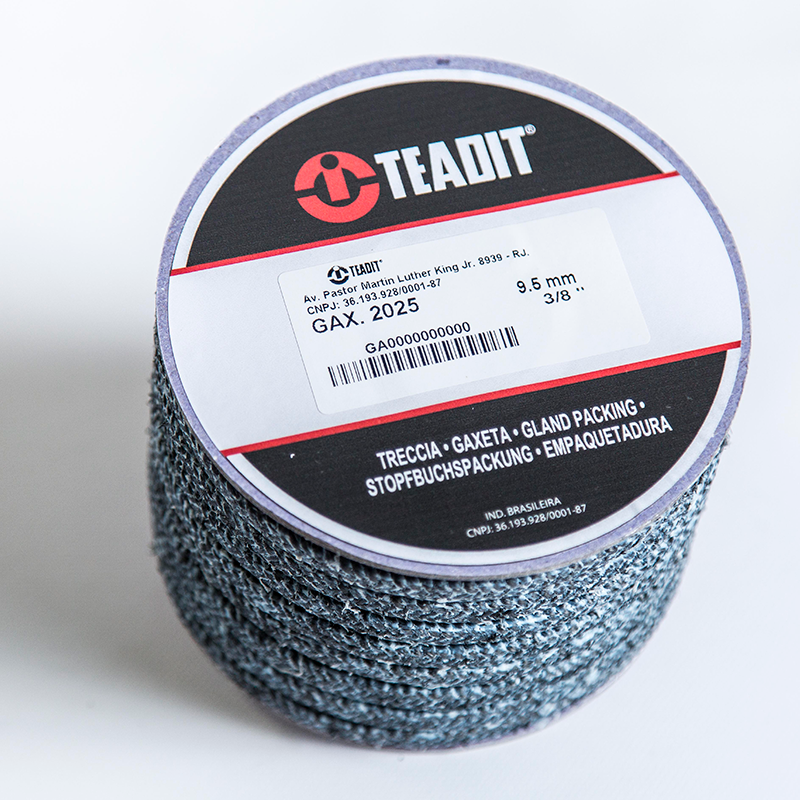 TEADIT®
TEADIT®
Av. Pastor Martin Luther King Jr. 8939 - RJ.
CNPJ: 36.193.928/0001-87
GAX. 2025
9.5 mm
3/8 ''
GA0000000000
TRECCIA • GAXETA • GLAND PACKING •
STOPFBUCHSPACKUNG • EMPAQUETADURA
IND. BRASILEIRA
CNPJ: 36.193.928/0001-87